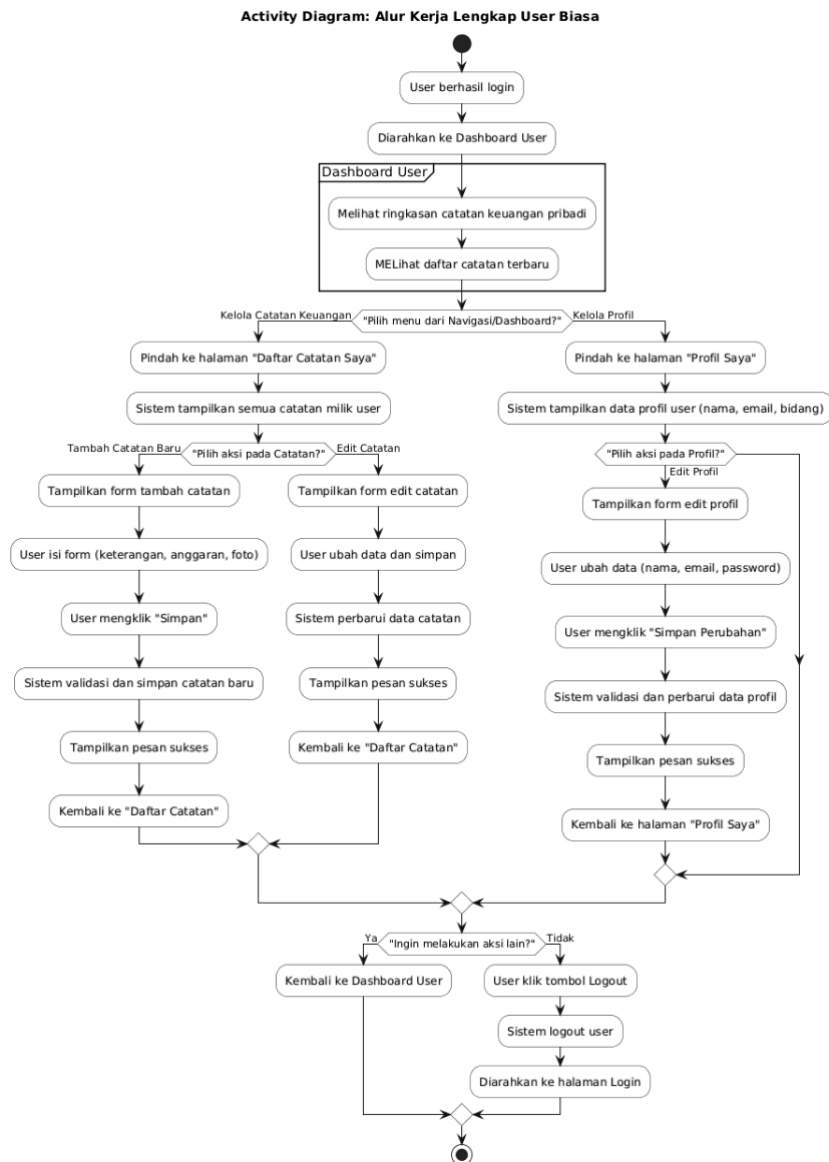 Activity Diagram: Alur Kerja Lengkap User Biasa
User berhasil login
Diarahkan ke Dashboard User
Dashboard User
Melihat ringkasan catatan keuangan pribadi
MELihat daftar catatan terbaru
"Pilih menu dari Navigasi/Dashboard?"
Kelola Catatan Keuangan
Pindah ke halaman "Daftar Catatan Saya"
Sistem tampilkan semua catatan milik user
"Pilih aksi pada Catatan?"
Tambah Catatan Baru
Tampilkan form tambah catatan
User isi form (keterangan, anggaran, foto)
User mengklik "Simpan"
Sistem validasi dan simpan catatan baru
Tampilkan pesan sukses
Kembali ke "Daftar Catatan"
Edit Catatan
Tampilkan form edit catatan
User ubah data dan simpan
Sistem perbarui data catatan
Tampilkan pesan sukses
Kembali ke "Daftar Catatan"
Kelola Profil
Pindah ke halaman "Profil Saya"
Sistem tampilkan data profil user (nama, email, bidang)
"Pilih aksi pada Profil?"
Edit Profil
Tampilkan form edit profil
User ubah data (nama, email, password)
User mengklik "Simpan Perubahan"
Sistem validasi dan perbarui data profil
Tampilkan pesan sukses
Kembali ke halaman "Profil Saya"
"Ingin melakukan aksi lain?"
Ya
Kembali ke Dashboard User
Tidak
User klik tombol Logout
Sistem logout user
Diarahkan ke halaman Login